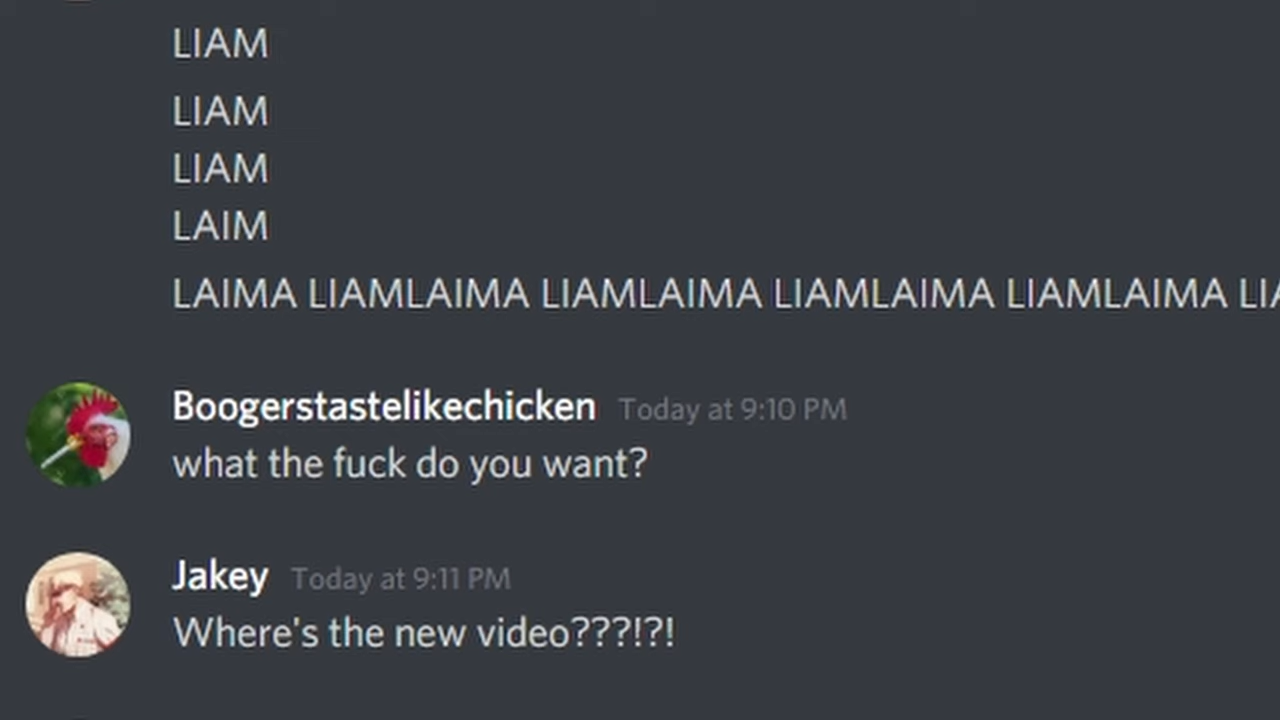 LIAM
LIAM
LIAM
LAIM
LAIMA LIAMLAIMA LIAMLAIMA LIAMLAIMA LIAMLAIMA LIA
Boogerstastelikechicken Today at 9:10 PM
what the fuck do you want?
Jakey Today at 9:11 PM
Where's the new video???!?!